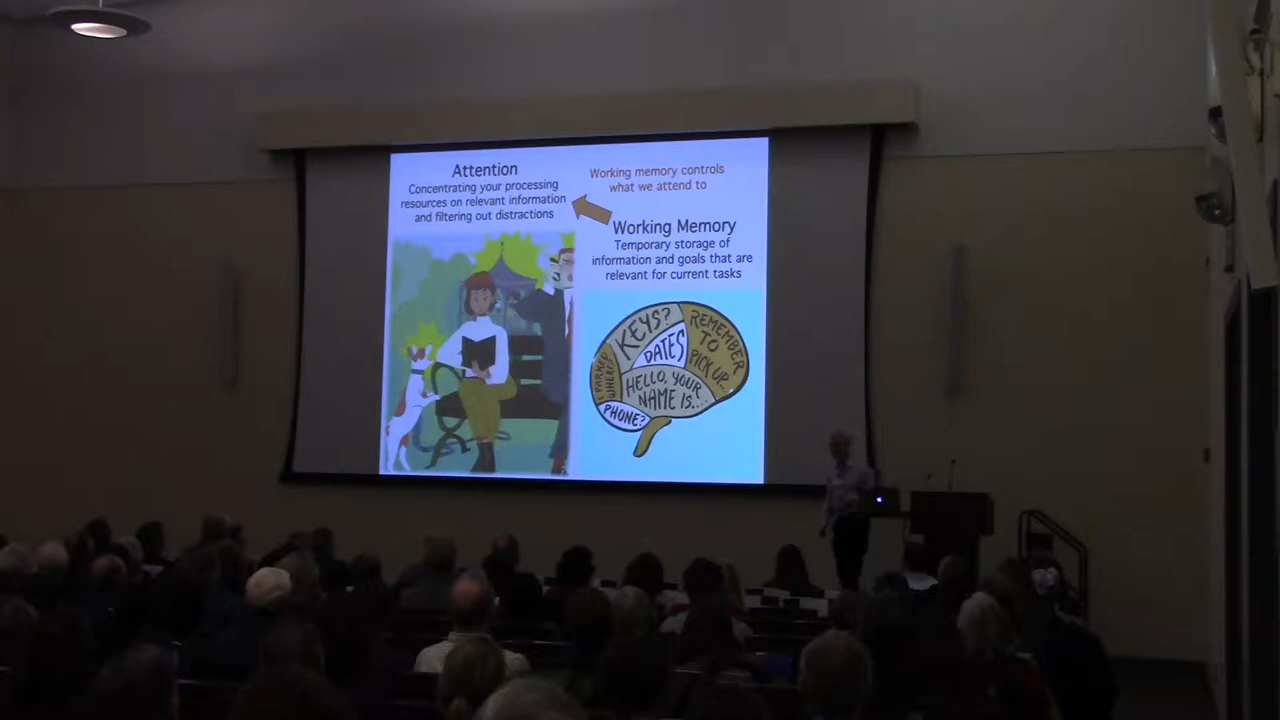 Attention
Concentrating your processing
resources on relevant information
and filtering out distractions
Working memory controls
what we attend to
Working Memory
Temporary storage of
information and goals that are
relevant for current tasks
KEYS?
DATES
REMEMBER
TO
PICK UP...
I PARKED
WHERE?
HELLO, YOUR
NAME IS...
PHONE?